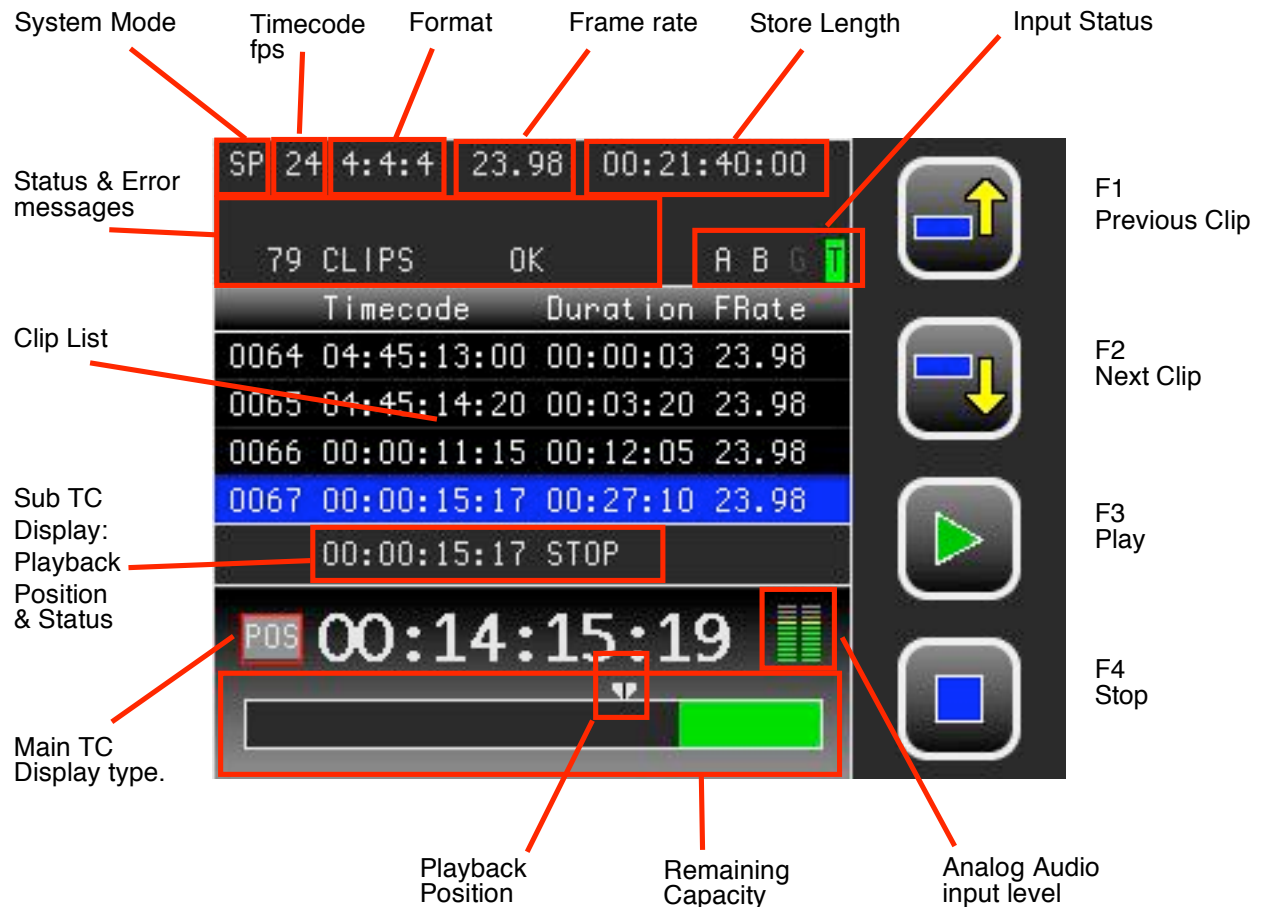 System Mode
Timecode
fps
Format
Frame rate
Store Length
Input Status
SP 24 4:4:4 23.98 00:21:40:00
Status & Error
messages
79 CLIPS OK A B G T
F1
Previous Clip
Timecode Duration FRate
Clip List
0064 04:45:13:00 00:00:03 23.98
0065 04:45:14:20 00:03:20 23.98
0066 00:00:11:15 00:12:05 23.98
0067 00:00:15:17 00:27:10 23.98
F2
Next Clip
Sub TC
Display:
Playback
Position
& Status
00:00:15:17 STOP
F3
Play
POS 00:14:15:19
F4
Stop
Main TC
Display type.
Playback
Position
Remaining
Capacity
Analog Audio
input level